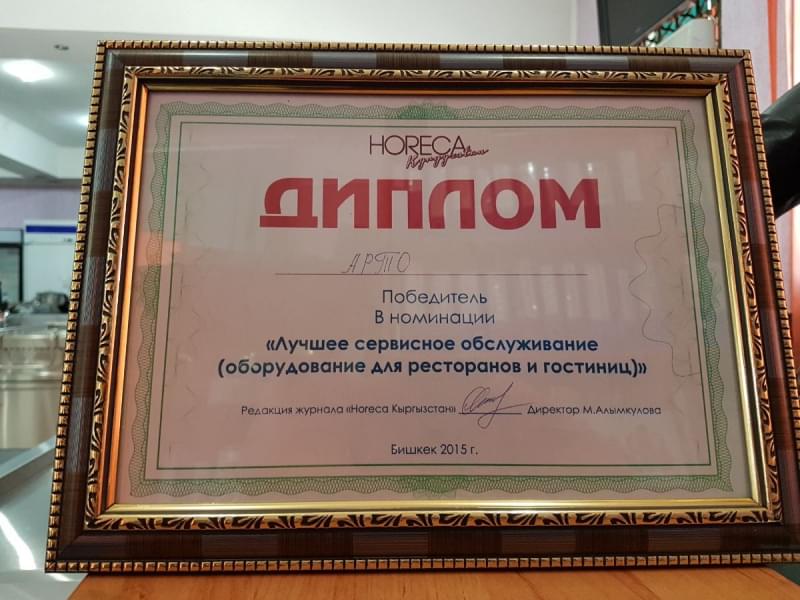 HORECA
Кыргызстан
ДИПЛОМ
АРТО
Победитель
В номинации
«Лучшее сервисное обслуживание
(оборудование для ресторанов и гостиниц)»
Редакция журнала «Horeca Кыргызстан» Директор М.Алымкулова
Бишкек 2015 г.